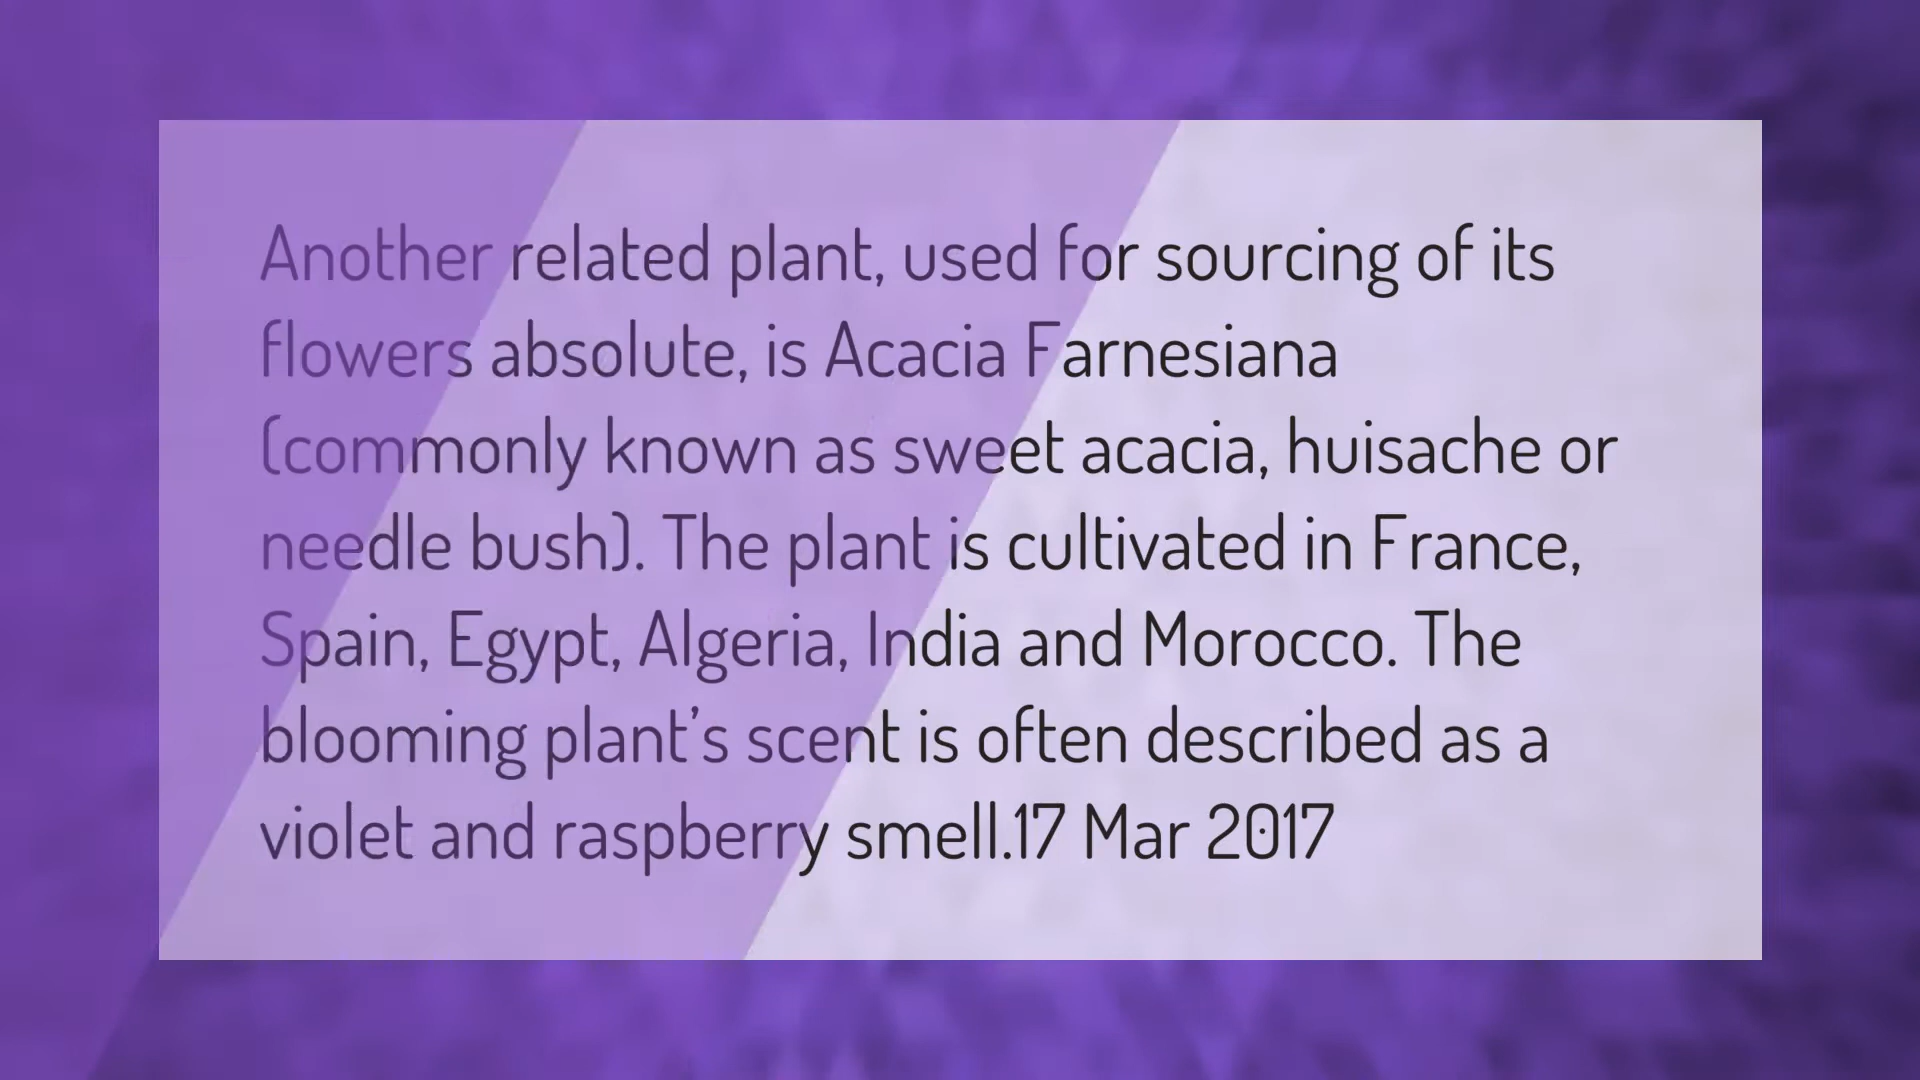 Another related plant, used for sourcing of its
flowers absolute, is Acacia Farnesiana
(commonly known as sweet acacia, huisache or
needle bush). The plant is cultivated in France,
Spain, Egypt, Algeria, India and Morocco. The
blooming plant’s scent is often described as a
violet and raspberry smell.17 Mar 2017